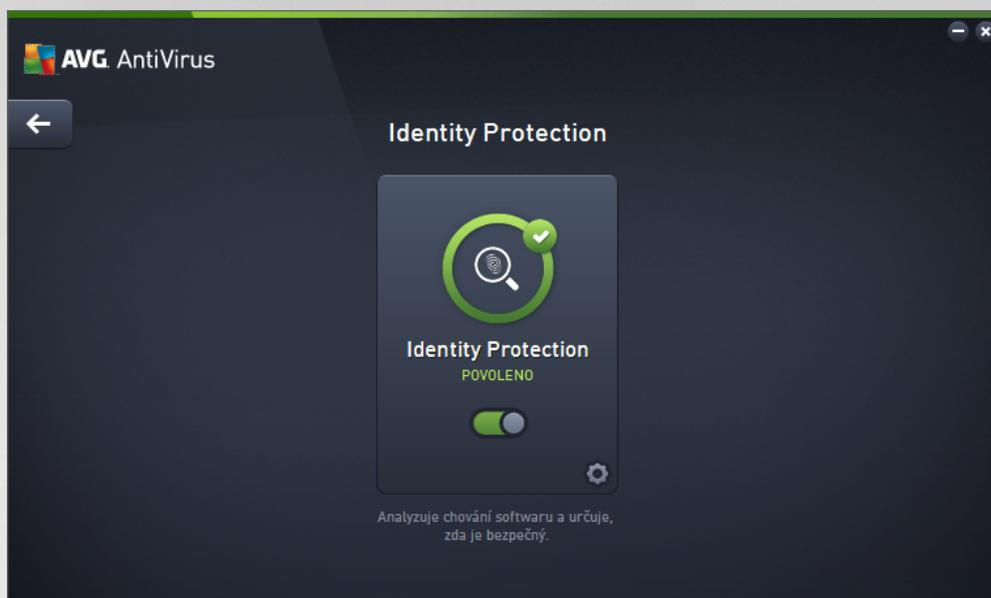 AVG. AntiVirus
Identity Protection
Identity Protection
POVOLENO
Analyzuje chování softwaru a určuje,
zda je bezpečný.